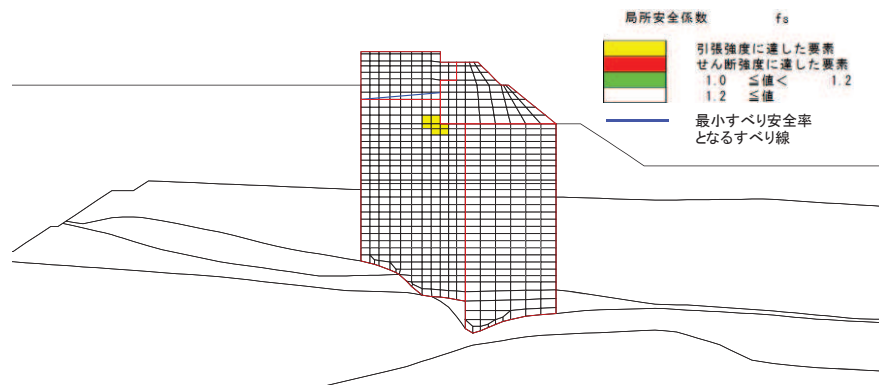 局所安全係数 fs
引張強度に達した要素
せん断強度に達した要素
1.0 ≦値< 1.2
1.2 ≦値
最小すべり安全率
となるすべり線